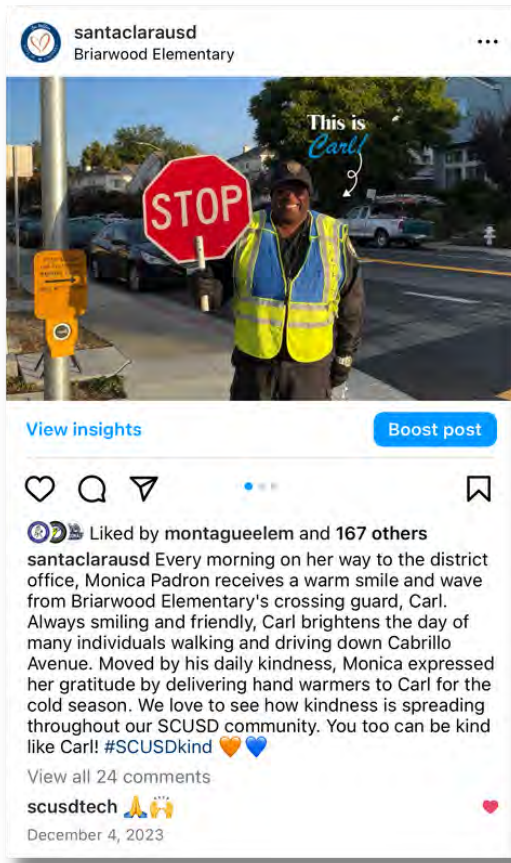 santaclarausd
Briarwood Elementary
This is
Carl!
STOP
View insights
Boost post
Liked by montagueelem and 167 others
santaclarausd Every morning on her way to the district
office, Monica Padron receives a warm smile and wave
from Briarwood Elementary's crossing guard, Carl.
Always smiling and friendly, Carl brightens the day of
many individuals walking and driving down Cabrillo
Avenue. Moved by his daily kindness, Monica expressed
her gratitude by delivering hand warmers to Carl for the
cold season. We love to see how kindness is spreading
throughout our SCUSD community. You too can be kind
like Carl! #SCUSDkind 🧡💙
View all 24 comments
scusdtech 🙏🙌
December 4, 2023